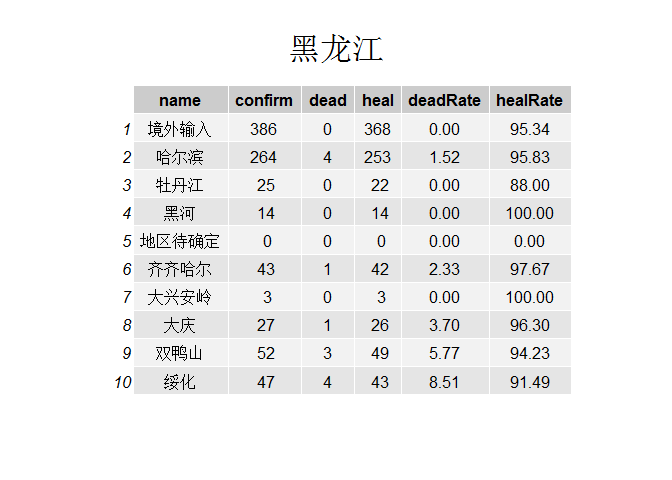 黑龙江
name confirm dead heal deadRate healRate
1 境外输入 386 0 368 0.00 95.34
2 哈尔滨 264 4 253 1.52 95.83
3 牡丹江 25 0 22 0.00 88.00
4 黑河 14 0 14 0.00 100.00
5 地区待确定 0 0 0 0.00 0.00
6 齐齐哈尔 43 1 42 2.33 97.67
7 大兴安岭 3 0 3 0.00 100.00
8 大庆 27 1 26 3.70 96.30
9 双鸭山 52 3 49 5.77 94.23
10 绥化 47 4 43 8.51 91.49